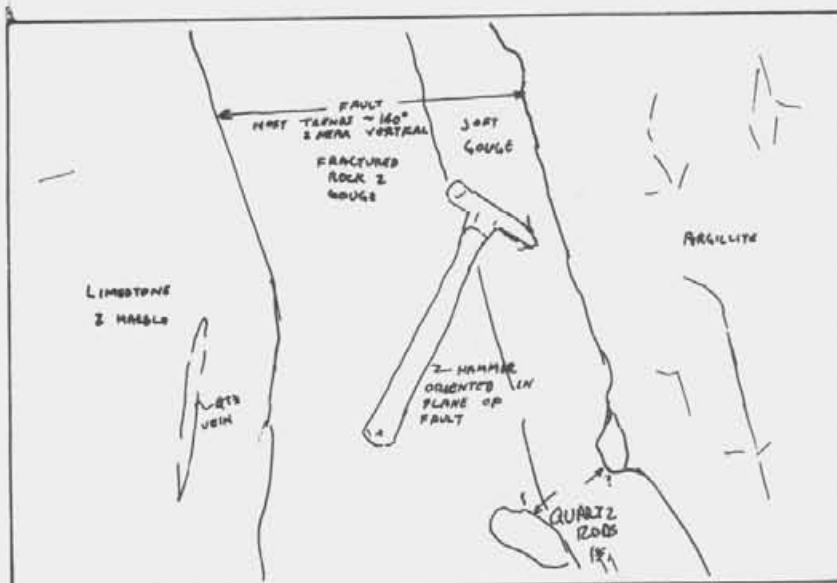 FAULT
MOST TRENDS ~160°
& NEAR VERTICAL
FRACTURED
ROCK &
GOUGE
SOFT
GOUGE
ARGILLITE
LIMESTONE
& MARBLE
QTZ
VEIN
HAMMER
ORIENTED IN
PLANE OF
FAULT
QUARTZ
RODS